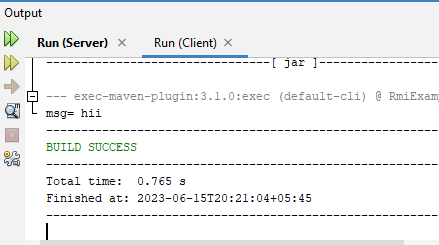 Output
Run (Server) × Run (Client) ×
--------------------------------[ jar ]----------------
--- exec-maven-plugin:3.1.0:exec (default-cli) @ RmiExamp
msg= hii
-------------------------------------------------------
BUILD SUCCESS
-------------------------------------------------------
Total time:  0.765 s
Finished at: 2023-06-15T20:21:04+05:45
-------------------------------------------------------